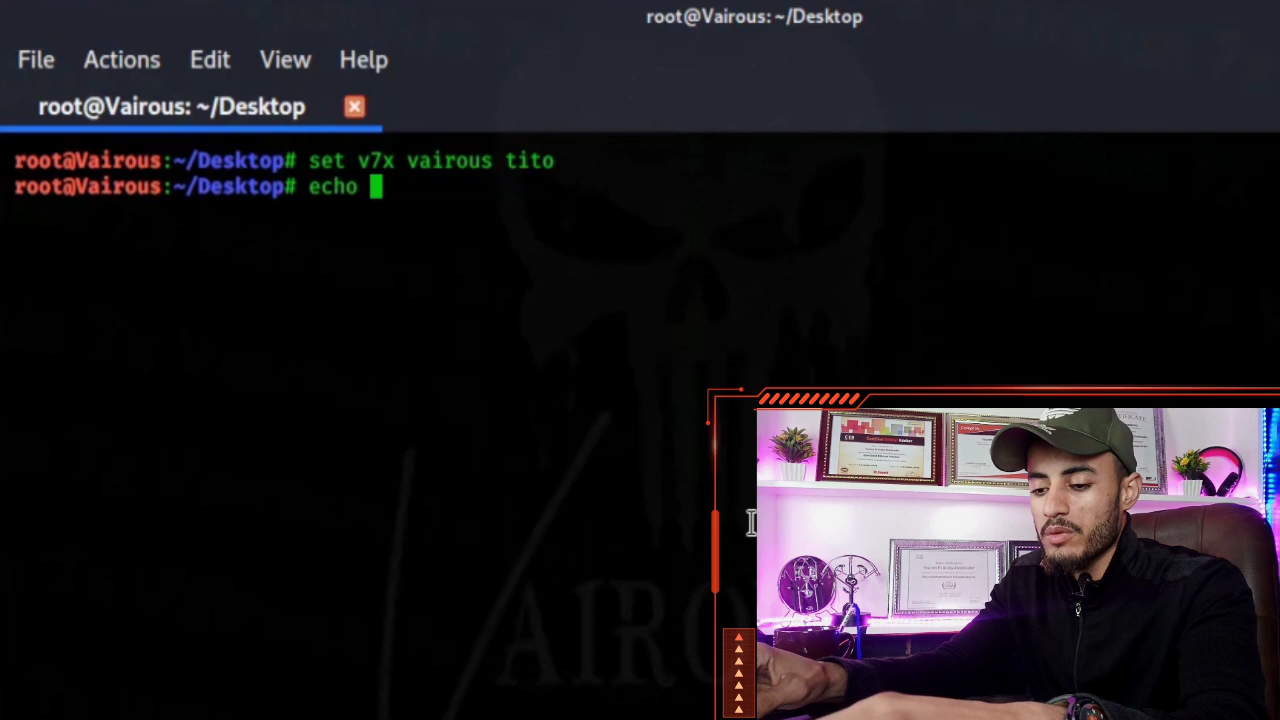 root@Vairous: ~/Desktop
File Actions Edit View Help
root@Vairous: ~/Desktop
root@Vairous:~/Desktop# set v7x vairous tito
root@Vairous:~/Desktop# echo
AIRO